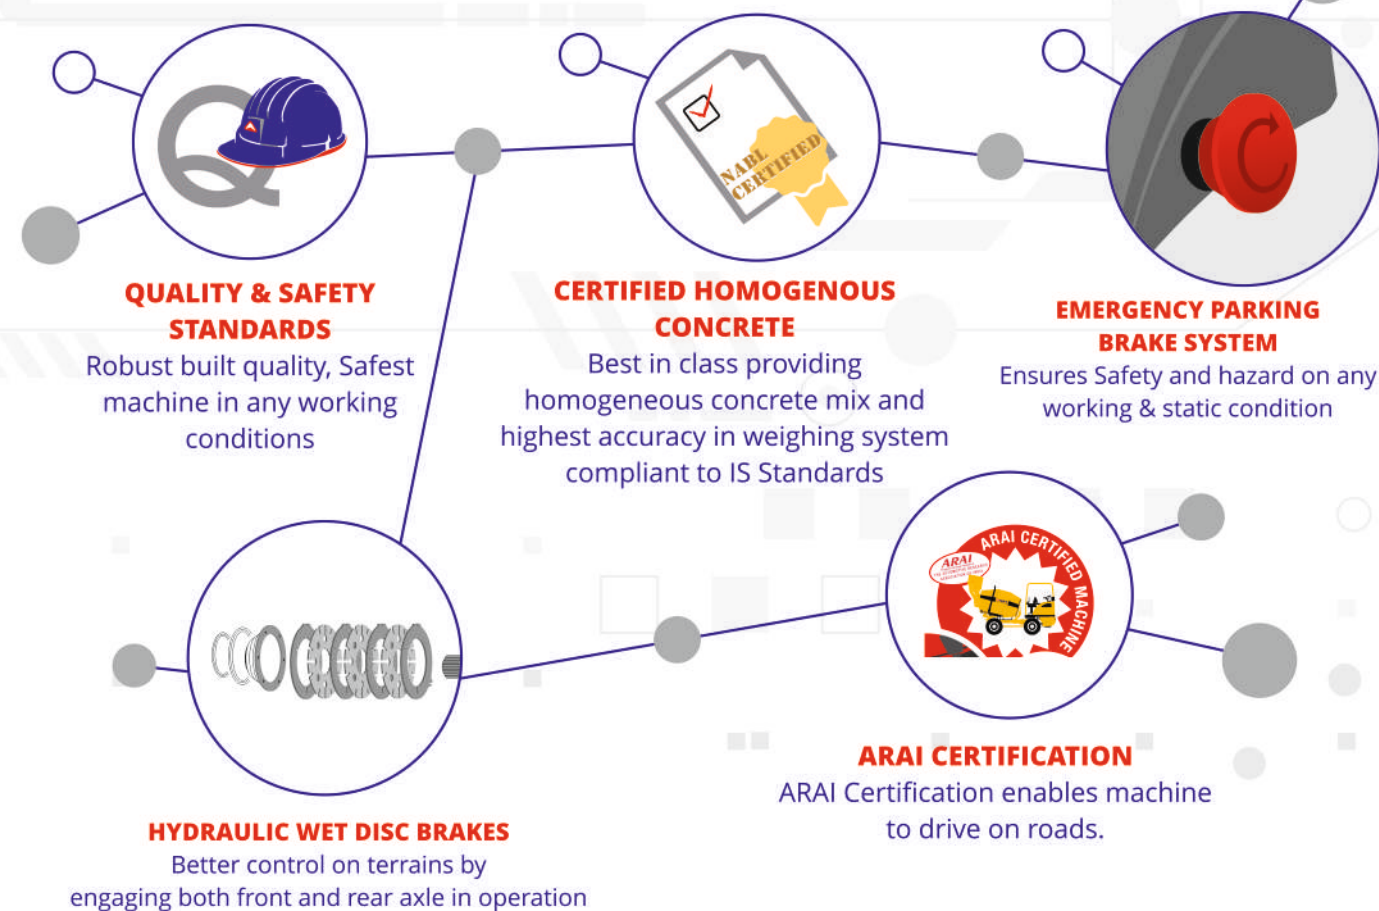 NABL
CERTIFIED
QUALITY & SAFETY
STANDARDS
Robust built quality, Safest
machine in any working
conditions
CERTIFIED HOMOGENOUS
CONCRETE
Best in class providing
homogeneous concrete mix and
highest accuracy in weighing system
compliant to IS Standards
EMERGENCY PARKING
BRAKE SYSTEM
Ensures Safety and hazard on any
working & static condition
ARAI CERTIFIED MACHINE
ARAI
HYDRAULIC WET DISC BRAKES
Better control on terrains by
engaging both front and rear axle in operation
ARAI CERTIFICATION
ARAI Certification enables machine
to drive on roads.